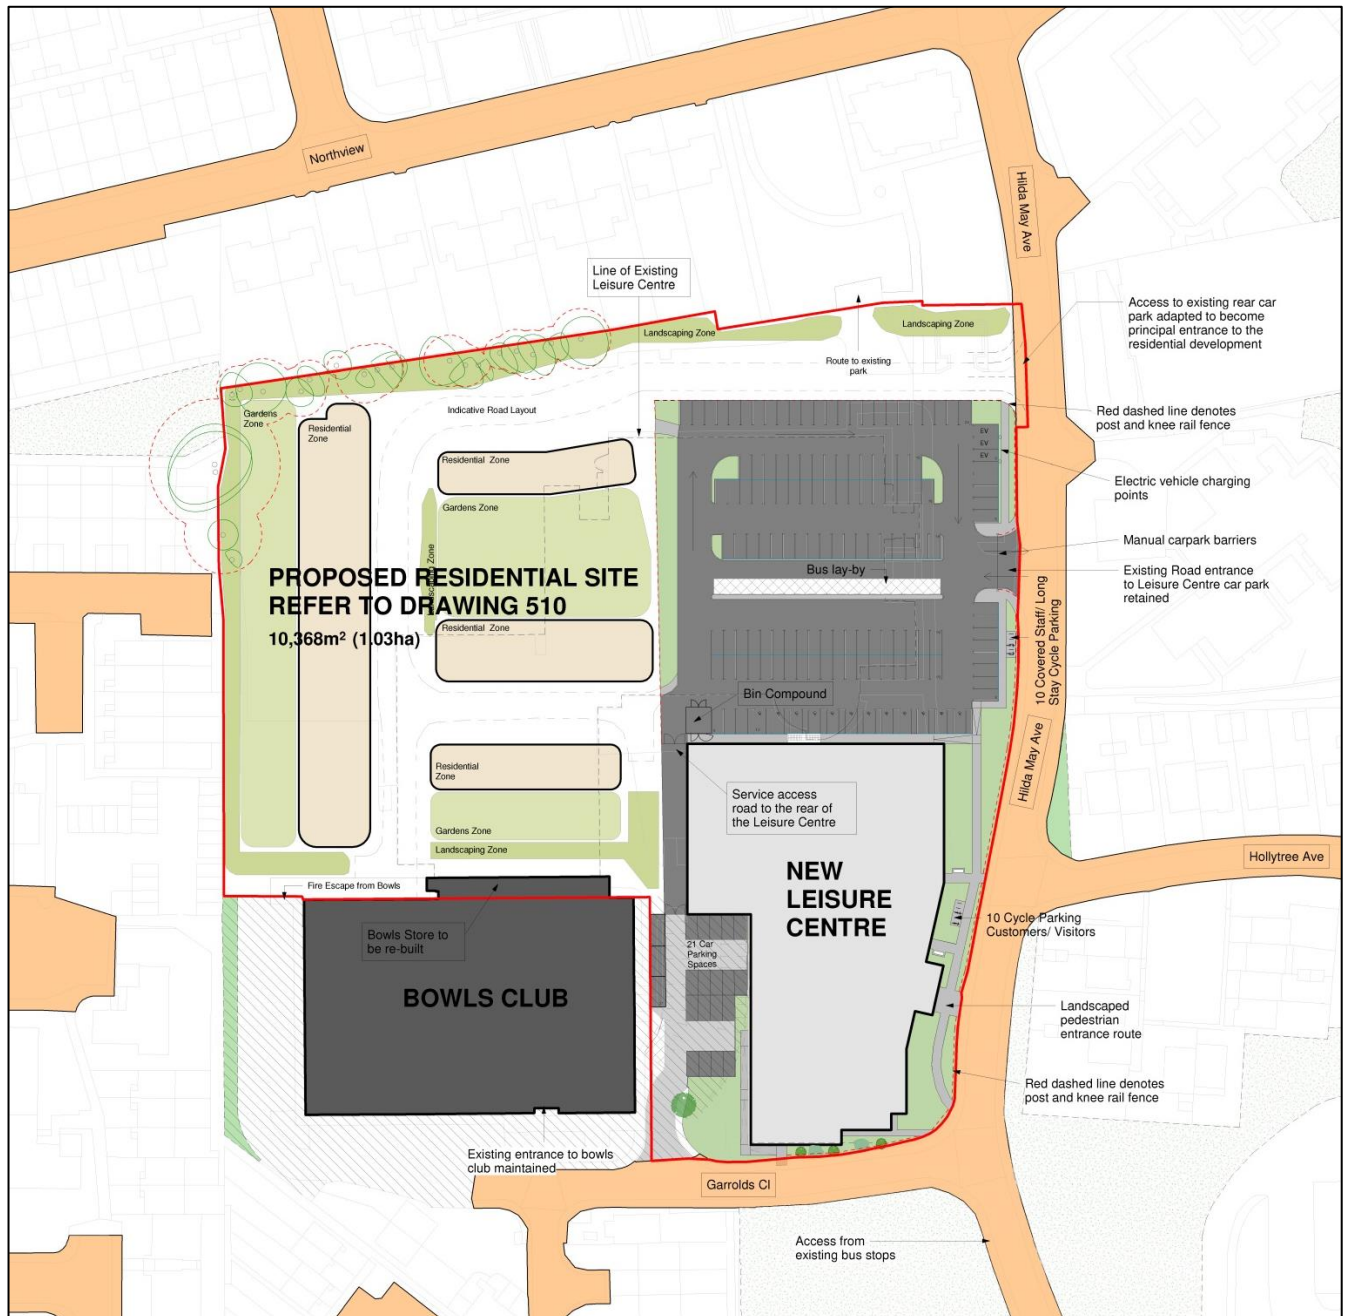 Northview
Hilda May Ave
Line of Existing
Leisure Centre
Access to existing rear car
park adapted to become
principal entrance to the
residential development
Landscaping Zone
Landscaping Zone
Route to existing
park
Gardens
Zone
Residential
Zone
Indicative Road Layout
Red dashed line denotes
post and knee rail fence
EV
EV
EV
Residential Zone
Electric vehicle charging
points
Gardens Zone
Landscaping Zone
Manual carpark barriers
Bus lay-by
Existing Road entrance
to Leisure Centre car park
retained
PROPOSED RESIDENTIAL SITE
REFER TO DRAWING 510
10,368m² (1.03ha)
Residential Zone
10 Covered Staff/ Long
Stay Cycle Parking
Bin Compound
Hilda May Ave
Residential
Zone
Service access
road to the rear of
the Leisure Centre
Gardens Zone
Landscaping Zone
Hollytree Ave
NEW
LEISURE
CENTRE
Fire Escape from Bowls
10 Cycle Parking
Customers/ Visitors
Bowls Store to
be re-built
21 Car
Parking
Spaces
BOWLS CLUB
Landscaped
pedestrian
entrance route
Red dashed line denotes
post and knee rail fence
Existing entrance to bowls
club maintained
Garrolds Cl
Access from
existing bus stops